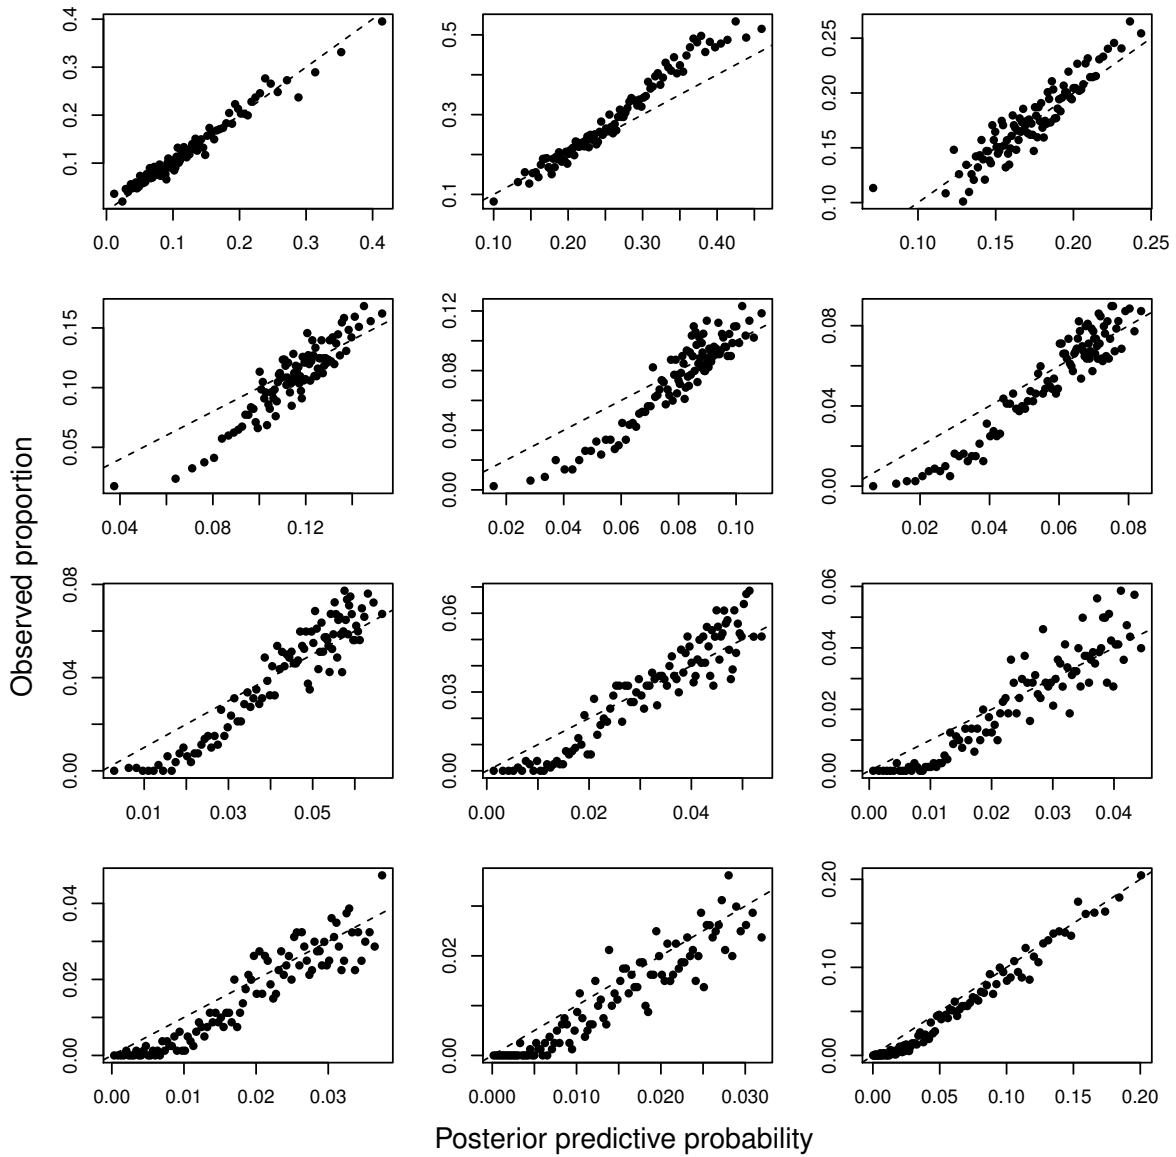 0.1 0.2 0.3 0.4
0.0 0.1 0.2 0.3 0.4
0.1 0.3 0.5
0.10 0.20 0.30 0.40
0.10 0.15 0.20 0.25
0.10 0.15 0.20 0.25
0.05 0.10 0.15
0.04 0.08 0.12
0.00 0.04 0.08 0.12
0.02 0.04 0.06 0.08 0.10
0.00 0.04 0.08
0.02 0.04 0.06 0.08
Observed proportion
0.00 0.04 0.08
0.01 0.03 0.05
0.00 0.03 0.06
0.00 0.02 0.04
0.00 0.02 0.04 0.06
0.00 0.01 0.02 0.03 0.04
0.00 0.02 0.04
0.00 0.01 0.02 0.03
0.00 0.02
0.000 0.010 0.020 0.030
0.00 0.10 0.20
0.00 0.05 0.10 0.15 0.20
Posterior predictive probability